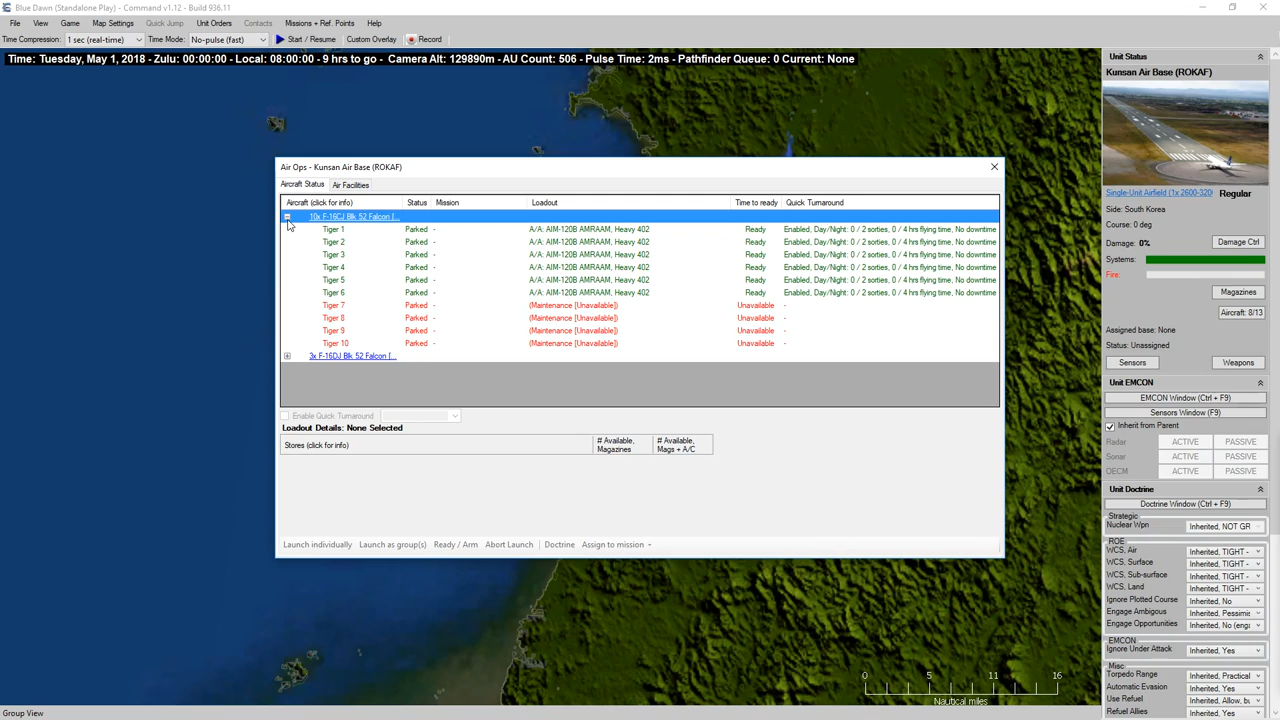 Blue Dawn (Standalone Play) - Command v1.12 - Build 936.11
File View Game Map Settings Quick Jump Unit Orders Contacts Missions + Ref. Points Help
Time Compression: 1 sec (real-time) Time Mode: No-pulse (fast) Start / Resume Custom Overlay Record
Time: Tuesday, May 1, 2018 - Zulu: 00:00:00 - Local: 08:00:00 - 9 hrs to go - Camera Alt: 129890m - AU Count: 506 - Pulse Time: 2ms - Pathfinder Queue: 0 Current: None
Air Ops - Kunsan Air Base (ROKAF)
Aircraft Status Air Facilities
Aircraft (click for info) Status Mission Loadout Time to ready Quick Turnaround
10x F-16CJ Blk 52 Falcon [...
Tiger 1 Parked - A/A: AIM-120B AMRAAM, Heavy 402 Ready Enabled, Day/Night: 0 / 2 sorties, 0 / 4 hrs flying time, No downtime
Tiger 2 Parked - A/A: AIM-120B AMRAAM, Heavy 402 Ready Enabled, Day/Night: 0 / 2 sorties, 0 / 4 hrs flying time, No downtime
Tiger 3 Parked - A/A: AIM-120B AMRAAM, Heavy 402 Ready Enabled, Day/Night: 0 / 2 sorties, 0 / 4 hrs flying time, No downtime
Tiger 4 Parked - A/A: AIM-120B AMRAAM, Heavy 402 Ready Enabled, Day/Night: 0 / 2 sorties, 0 / 4 hrs flying time, No downtime
Tiger 5 Parked - A/A: AIM-120B AMRAAM, Heavy 402 Ready Enabled, Day/Night: 0 / 2 sorties, 0 / 4 hrs flying time, No downtime
Tiger 6 Parked - A/A: AIM-120B AMRAAM, Heavy 402 Ready Enabled, Day/Night: 0 / 2 sorties, 0 / 4 hrs flying time, No downtime
Tiger 7 Parked - (Maintenance [Unavailable]) Unavailable -
Tiger 8 Parked - (Maintenance [Unavailable]) Unavailable -
Tiger 9 Parked - (Maintenance [Unavailable]) Unavailable -
Tiger 10 Parked - (Maintenance [Unavailable]) Unavailable -
3x F-16DJ Blk 52 Falcon [...
Enable Quick Turnaround
Loadout Details: None Selected
Stores (click for info) # Available, Magazines # Available, Mags + A/C
Launch individually Launch as group(s) Ready / Arm Abort Launch Doctrine Assign to mission
Unit Status
Kunsan Air Base (ROKAF)
Single-Unit Airfield (1x 2600-320 Regular
Side: South Korea
Course: 0 deg
Damage: 0% Damage Ctrl
Systems:
Fire:
Magazines
Aircraft: 8/13
Assigned base: None
Status: Unassigned
Sensors Weapons
Unit EMCON
EMCON Window (Ctrl + F9)
Sensors Window (F9)
Inherit from Parent
Radar ACTIVE PASSIVE
Sonar ACTIVE PASSIVE
OECM ACTIVE PASSIVE
Unit Doctrine
Doctrine Window (Ctrl + F9)
Strategic
Nuclear Wpn Inherited, NOT GR
ROE
WCS, Air Inherited, TIGHT -
WCS, Surface Inherited, TIGHT -
WCS, Sub-surface Inherited, TIGHT -
WCS, Land Inherited, TIGHT -
Ignore Plotted Course Inherited, No
Engage Ambiguous Inherited, Pessimis
Engage Opportunities Inherited, No (eng
EMCON
Ignore Under Attack Inherited, Yes
Misc
Torpedo Range Inherited, Practical
Automatic Evasion Inherited, Yes
Use Refuel Inherited, Allow, bu
Refuel Allies Inherited, Yes
0 5 11 16
Nautical miles
Group View